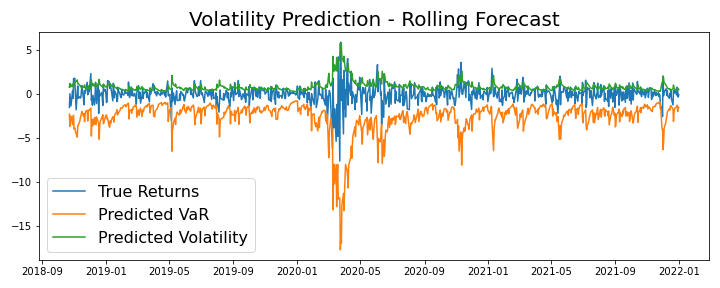 Volatility Prediction - Rolling Forecast
5
0
−5
−10
−15
True Returns
Predicted VaR
Predicted Volatility
2018-09 2019-01 2019-05 2019-09 2020-01 2020-05 2020-09 2021-01 2021-05 2021-09 2022-01